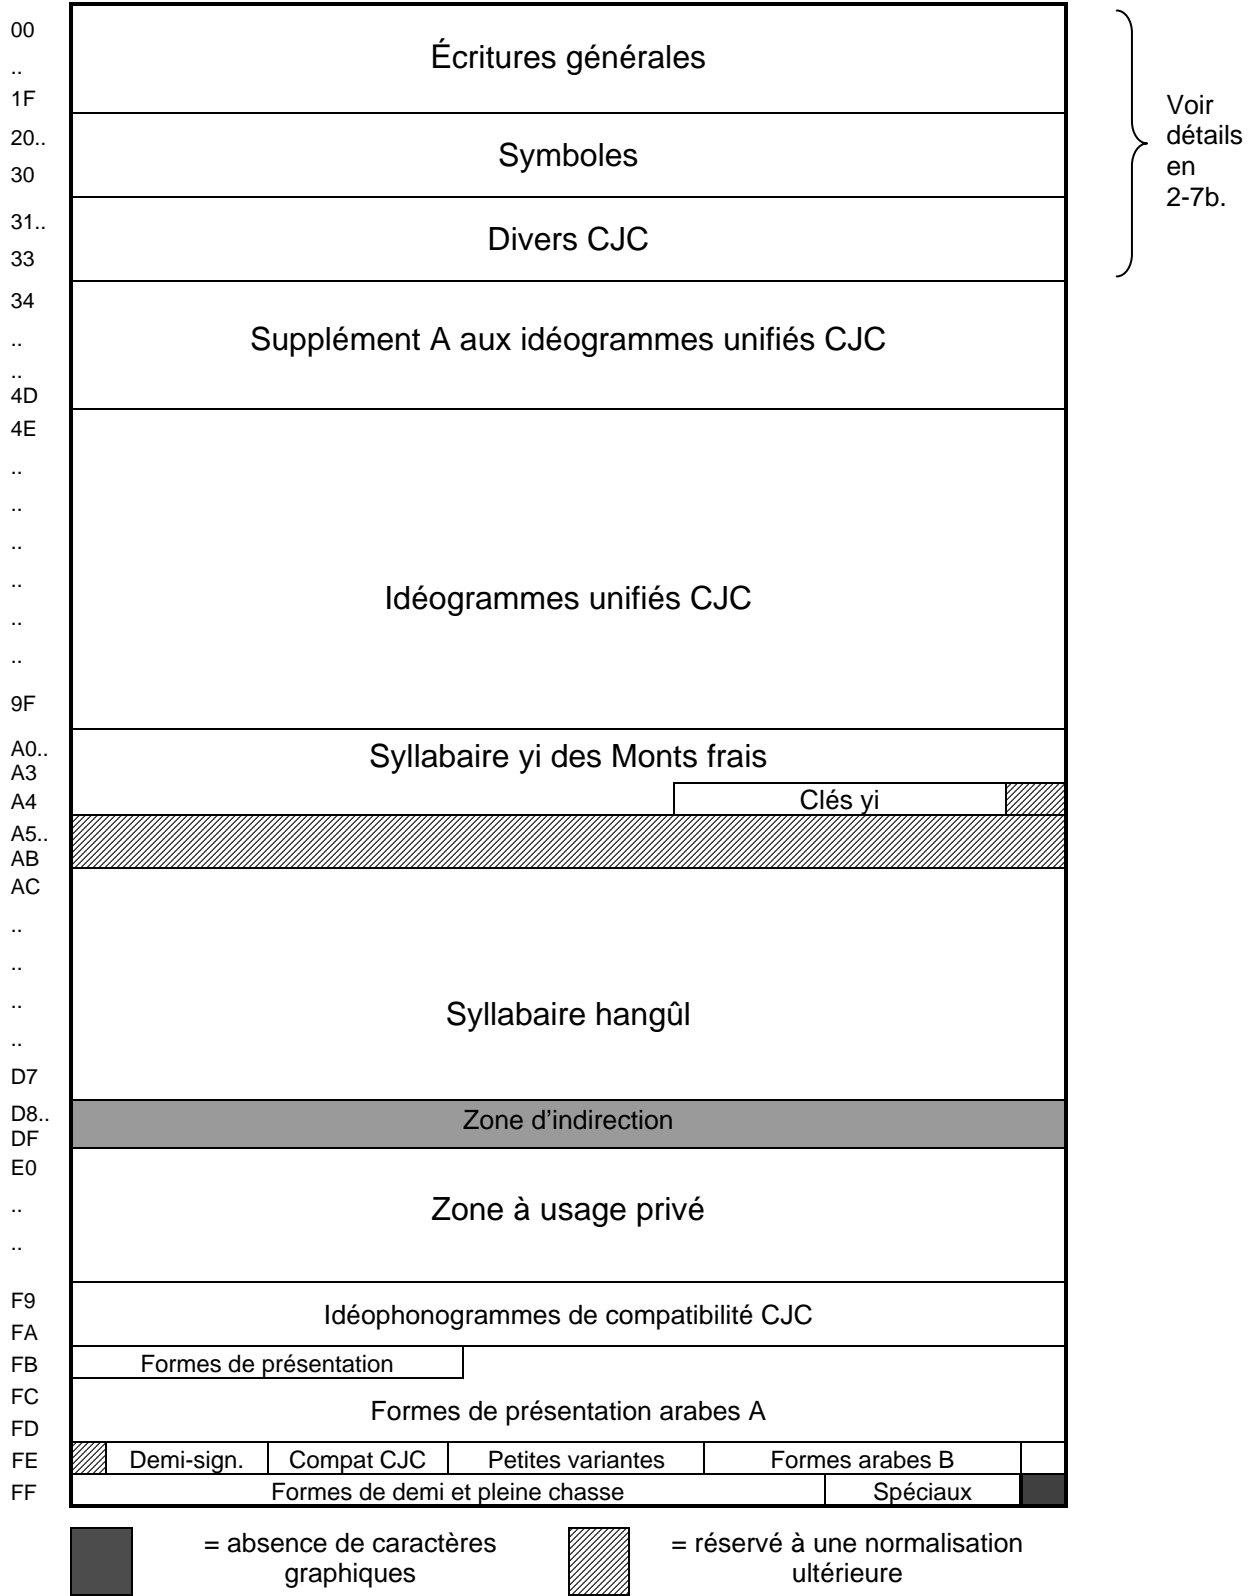 00
Écritures générales
..
1F
Voir
détails
en
2-7b.
20..
Symboles
30
31..
Divers CJC
33
34
..
Supplément A aux idéogrammes unifiés CJC
..
4D
4E
..
..
..
..
Idéogrammes unifiés CJC
..
..
9F
A0..
Syllabaire yi des Monts frais
A3
A4
Clés yi
A5..
AB
AC
..
..
..
Syllabaire hangûl
..
D7
D8..
Zone d’indirection
DF
E0
..
Zone à usage privé
..
F9
Idéophonogrammes de compatibilité CJC
FA
FB
Formes de présentation
FC
Formes de présentation arabes A
FD
FE
Demi-sign.
Compat CJC
Petites variantes
Formes arabes B
FF
Formes de demi et pleine chasse
Spéciaux
= absence de caractères
graphiques
= réservé à une normalisation
ultérieure